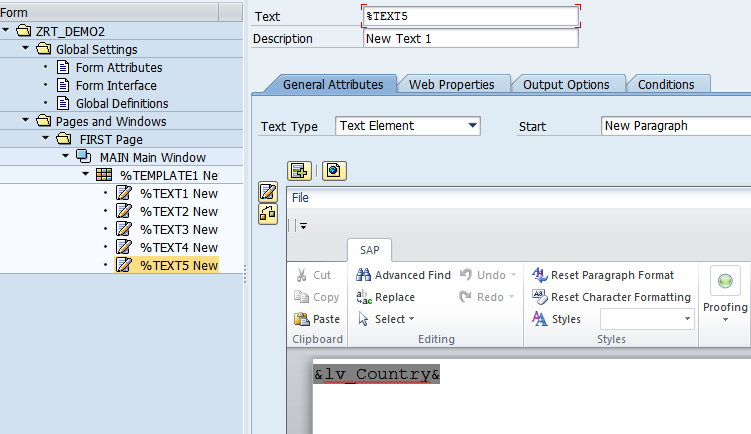 Form
ZRT_DEMO2
Global Settings
Form Attributes
Form Interface
Global Definitions
Pages and Windows
FIRST Page
MAIN Main Window
%TEMPLATE1 Ne
%TEXT1 New
%TEXT2 New
%TEXT3 New
%TEXT4 New
%TEXT5 New
Text %TEXT5
Description New Text 1
General Attributes Web Properties Output Options Conditions
Text Type Text Element Start New Paragraph
File
SAP
Cut Advanced Find Undo Reset Paragraph Format
Copy Replace Redo Reset Character Formatting
Paste Select Styles Proofing
Clipboard Editing Styles
&lv_Country&